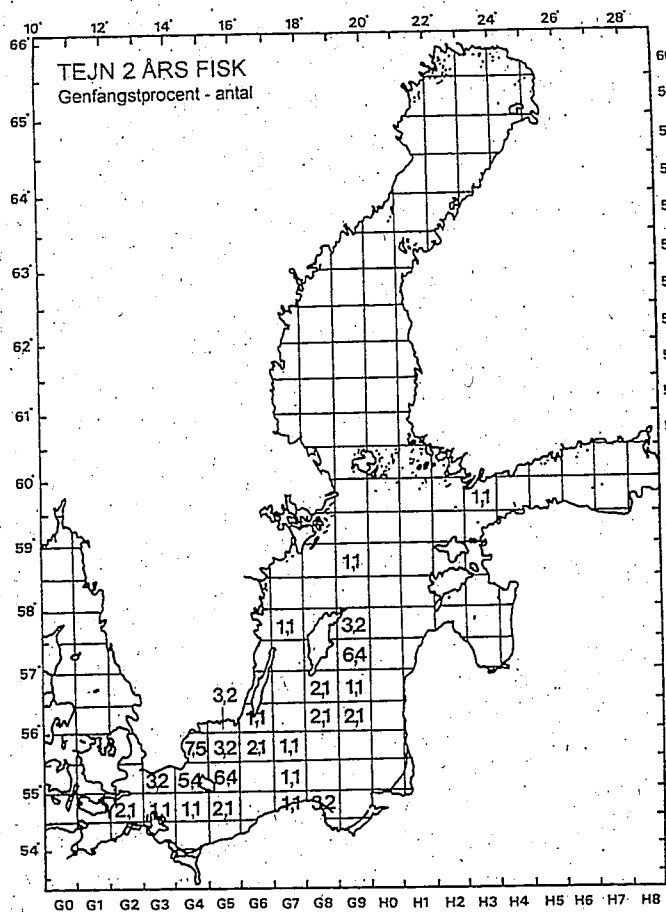 10° 12° 14° 16° 18° 20° 22° 24° 26° 28°
66°
TEJN 2 ÅRS FISK
Genfangstprocent - antal
65°
64°
63°
62°
61°
60°
1,1
59°
1,1
58°
1,1 3,2
6,4
57°
3,2 2,1 1,1
1,1 2,1 2,1
56°
7,5 3,2 2,1 1,1
3,2 5,4 6,4 1,1
55°
2,1 1,1 1,1 2,1 1,1 3,2
54°
G0 G1 G2 G3 G4 G5 G6 G7 G8 G9 H0 H1 H2 H3 H4 H5 H6 H7 H8